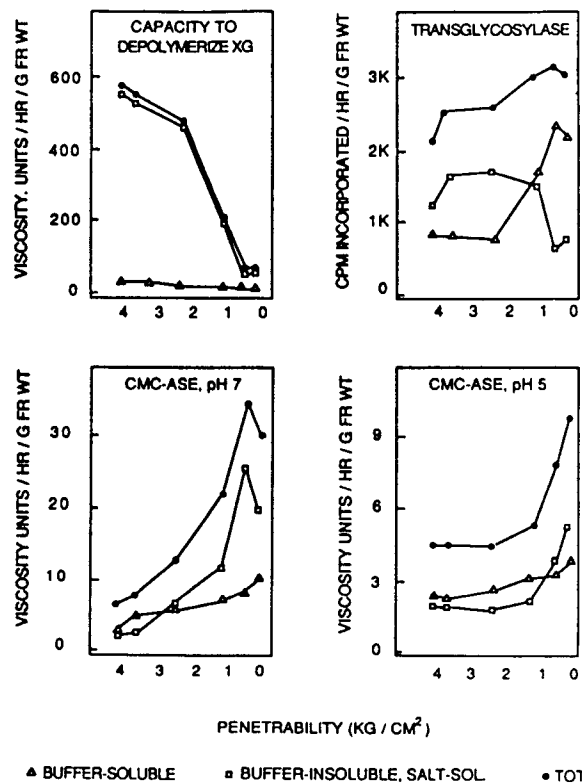 CAPACITY TO
DEPOLYMERIZE XG
VISCOSITY. UNITS / HR / G FR WT
600
400
200
0
4 3 2 1 0
TRANSGLYCOSYLASE
CPM INCORPORATED / HR / G FR WT
3K
2K
1K
0
4 3 2 1 0
CMC-ASE, pH 7
VISCOSITY UNITS / HR / G FR WT
30
20
10
0
4 3 2 1 0
CMC-ASE, pH 5
VISCOSITY UNITS / HR / G FR WT
9
6
3
0
4 3 2 1 0
PENETRABILITY (KG / CM²)
BUFFER-SOLUBLE BUFFER-INSOLUBLE, SALT-SOL. TOT